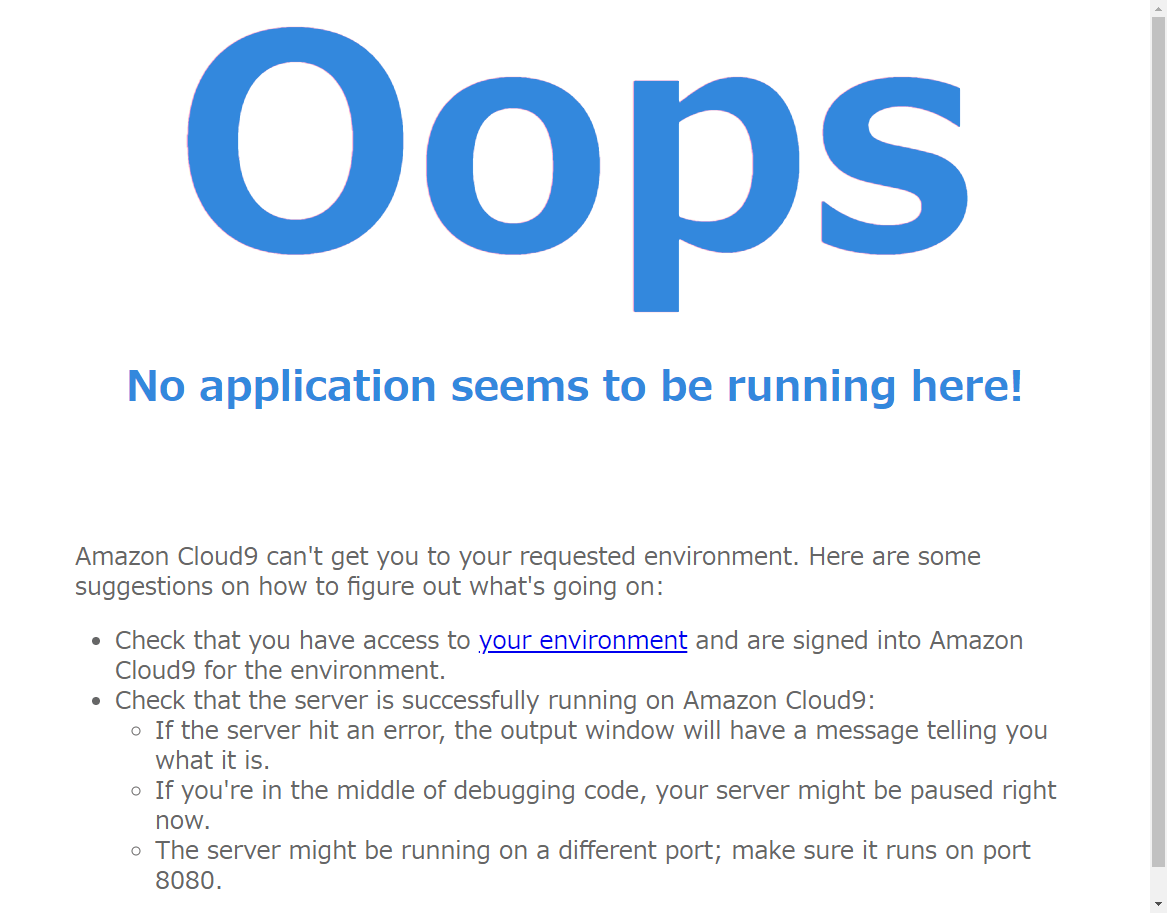 Oops
No application seems to be running here!
Amazon Cloud9 can't get you to your requested environment. Here are some
suggestions on how to figure out what's going on:
Check that you have access to your environment and are signed into Amazon
Cloud9 for the environment.
Check that the server is successfully running on Amazon Cloud9:
If the server hit an error, the output window will have a message telling you
what it is.
If you're in the middle of debugging code, your server might be paused right
now.
The server might be running on a different port; make sure it runs on port
8080.